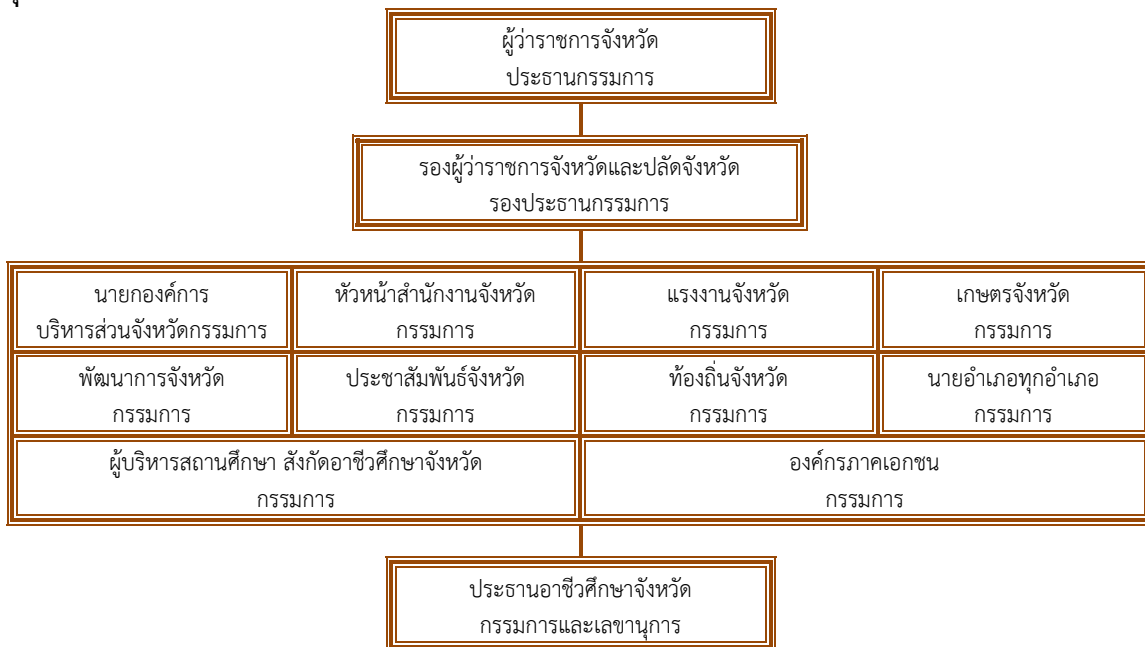 ผู้ว่าราชการจังหวัด
ประธานกรรมการ
รองผู้ว่าราชการจังหวัดและปลัดจังหวัด
รองประธานกรรมการ
นายกองค์การ
บริหารส่วนจังหวัดกรรมการ
หัวหน้าสำนักงานจังหวัด
กรรมการ
แรงงานจังหวัด
กรรมการ
เกษตรจังหวัด
กรรมการ
พัฒนาการจังหวัด
กรรมการ
ประชาสัมพันธ์จังหวัด
กรรมการ
ท้องถิ่นจังหวัด
กรรมการ
นายอำเภอทุกอำเภอ
กรรมการ
ผู้บริหารสถานศึกษา สังกัดอาชีวศึกษาจังหวัด
กรรมการ
องค์กรภาคเอกชน
กรรมการ
ประธานอาชีวศึกษาจังหวัด
กรรมการและเลขานุการ